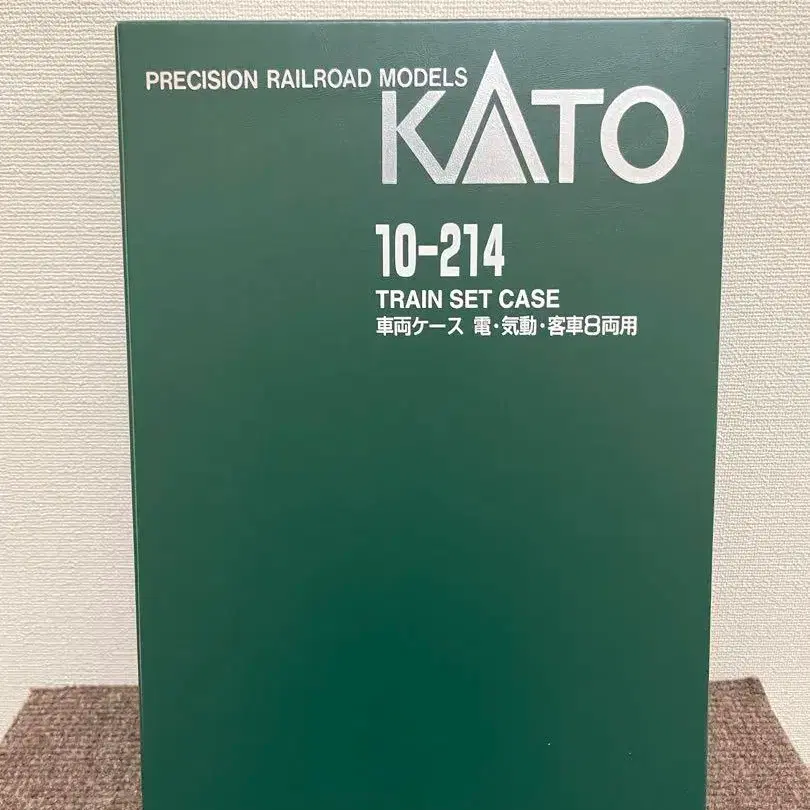 PRECISION RAILROAD MODELS
KATO
10-214
TRAIN SET CASE
車両ケース 電・気動・客車8両用